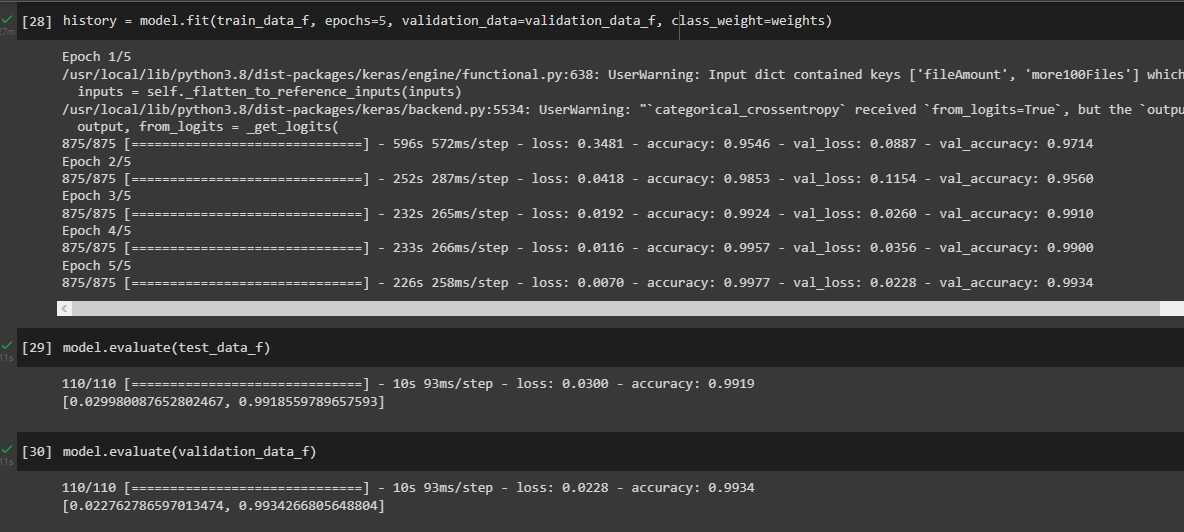 [28] history = model.fit(train_data_f, epochs=5, validation_data=validation_data_f, class_weight=weights)
27m
Epoch 1/5
/usr/local/lib/python3.8/dist-packages/keras/engine/functional.py:638: UserWarning: Input dict contained keys ['fileAmount', 'more100Files'] which
inputs = self._flatten_to_reference_inputs(inputs)
/usr/local/lib/python3.8/dist-packages/keras/backend.py:5534: UserWarning: "`categorical_crossentropy` received `from_logits=True`, but the `outpu
output, from_logits = _get_logits(
875/875 [==============================] - 596s 572ms/step - loss: 0.3481 - accuracy: 0.9546 - val_loss: 0.0887 - val_accuracy: 0.9714
Epoch 2/5
875/875 [==============================] - 252s 287ms/step - loss: 0.0418 - accuracy: 0.9853 - val_loss: 0.1154 - val_accuracy: 0.9560
Epoch 3/5
875/875 [==============================] - 232s 265ms/step - loss: 0.0192 - accuracy: 0.9924 - val_loss: 0.0260 - val_accuracy: 0.9910
Epoch 4/5
875/875 [==============================] - 233s 266ms/step - loss: 0.0116 - accuracy: 0.9957 - val_loss: 0.0356 - val_accuracy: 0.9900
Epoch 5/5
875/875 [==============================] - 226s 258ms/step - loss: 0.0070 - accuracy: 0.9977 - val_loss: 0.0228 - val_accuracy: 0.9934
[29] model.evaluate(test_data_f)
11s
110/110 [==============================] - 10s 93ms/step - loss: 0.0300 - accuracy: 0.9919
[0.029980087652802467, 0.9918559789657593]
[30] model.evaluate(validation_data_f)
11s
110/110 [==============================] - 10s 93ms/step - loss: 0.0228 - accuracy: 0.9934
[0.022762786597013474, 0.9934266805648804]